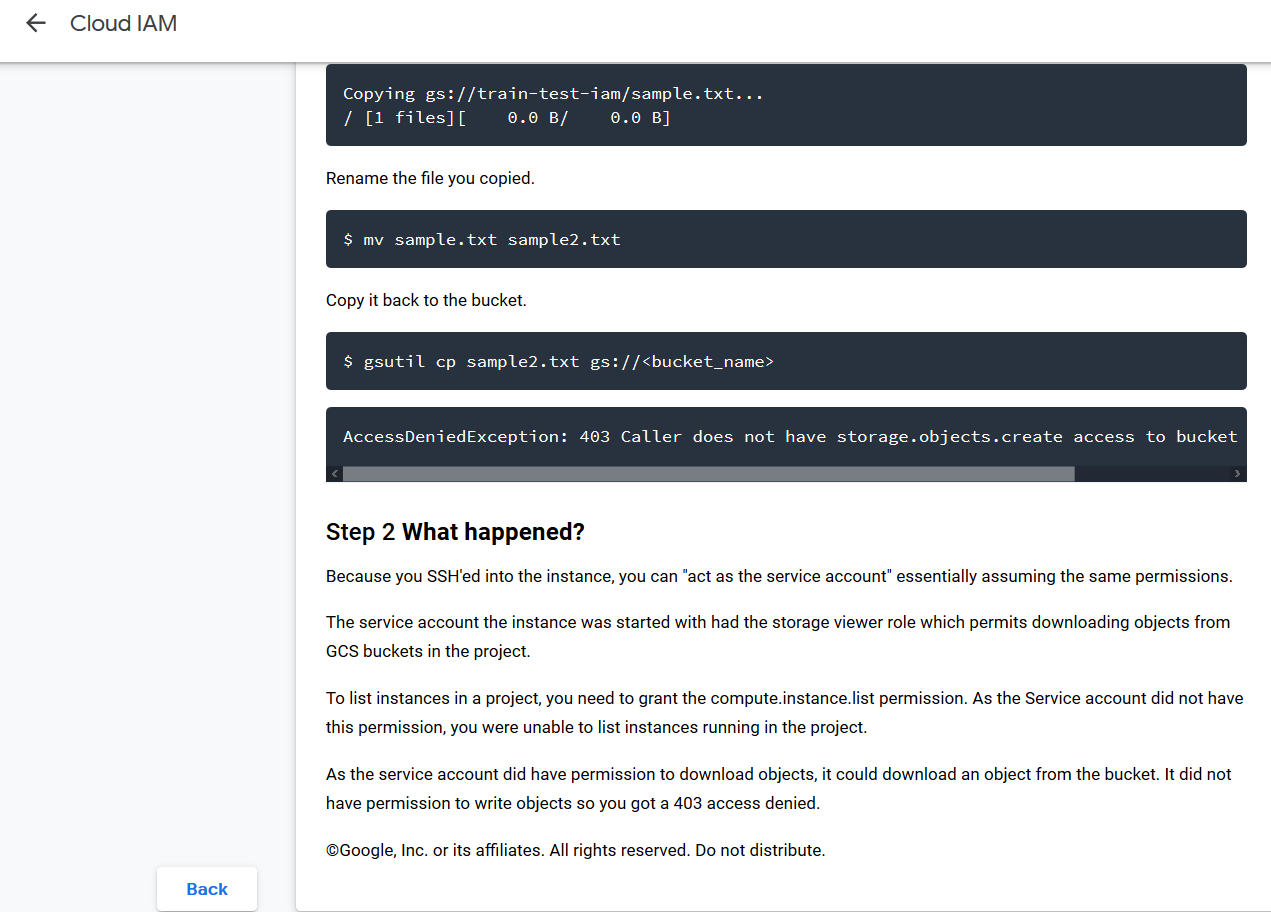 Cloud IAM
Copying gs://train-test-iam/sample.txt...
/ [1 files][    0.0 B/    0.0 B]
Rename the file you copied.
$ mv sample.txt sample2.txt
Copy it back to the bucket.
$ gsutil cp sample2.txt gs://<bucket_name>
AccessDeniedException: 403 Caller does not have storage.objects.create access to bucket
Step 2 What happened?
Because you SSH'ed into the instance, you can "act as the service account" essentially assuming the same permissions.
The service account the instance was started with had the storage viewer role which permits downloading objects from
GCS buckets in the project.
To list instances in a project, you need to grant the compute.instance.list permission. As the Service account did not have
this permission, you were unable to list instances running in the project.
As the service account did have permission to download objects, it could download an object from the bucket. It did not
have permission to write objects so you got a 403 access denied.
©Google, Inc. or its affiliates. All rights reserved. Do not distribute.
Back